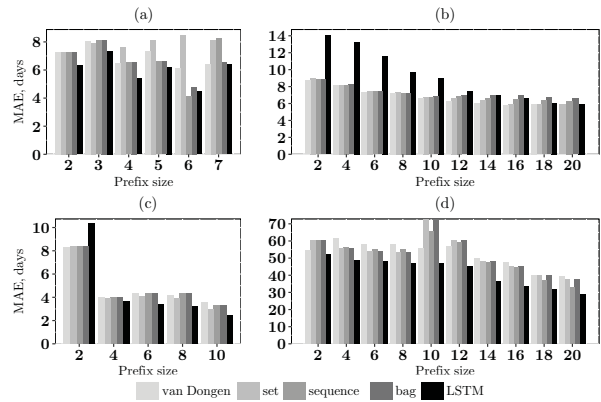 (a)
MAE, days
8
6
4
2
0
2 3 4 5 6 7
Prefix size
(b)
14
12
10
8
6
4
2
0
2 4 6 8 10 12 14 16 18 20
Prefix size
(c)
MAE, days
10
8
6
4
2
0
2 4 6 8 10
Prefix size
(d)
70
60
50
40
30
20
10
0
2 4 6 8 10 12 14 16 18 20
Prefix size
van Dongen set sequence bag LSTM